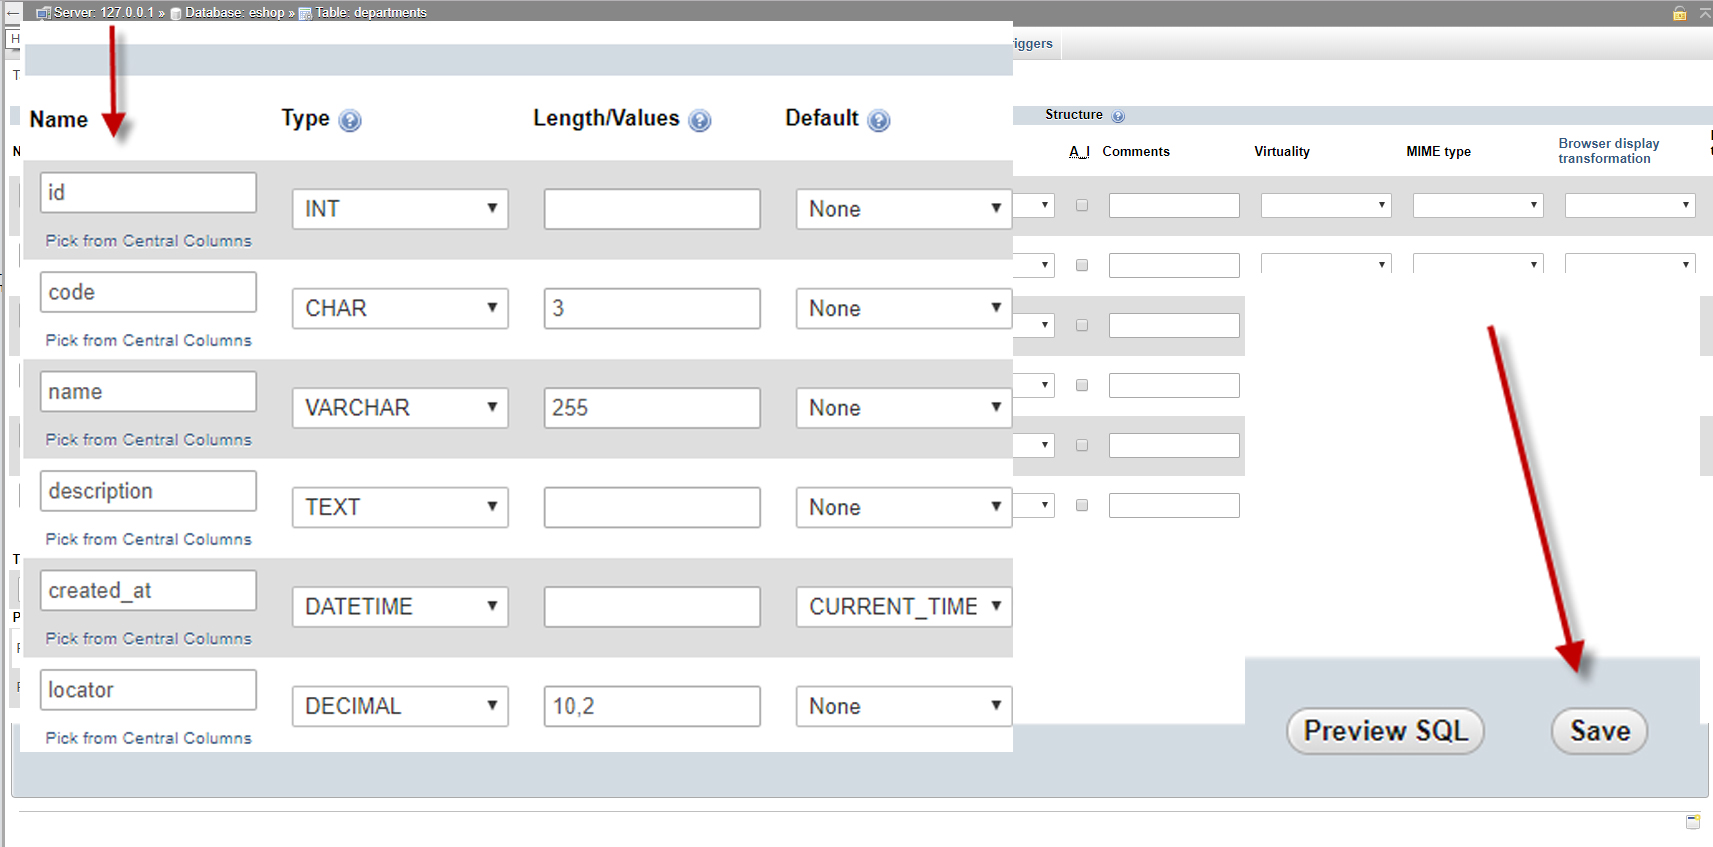 Server: 127.0.0.1 » Database: eshop » Table: departments
H
iggers
T
Structure
Name Type Length/Values Default
N
A_I Comments Virtuality MIME type Browser display transformation
id INT None
Pick from Central Columns
code CHAR 3 None
Pick from Central Columns
name VARCHAR 255 None
Pick from Central Columns
description TEXT None
Pick from Central Columns
T
created_at DATETIME CURRENT_TIME
P
Pick from Central Columns
locator DECIMAL 10,2 None
Pick from Central Columns
Preview SQL Save